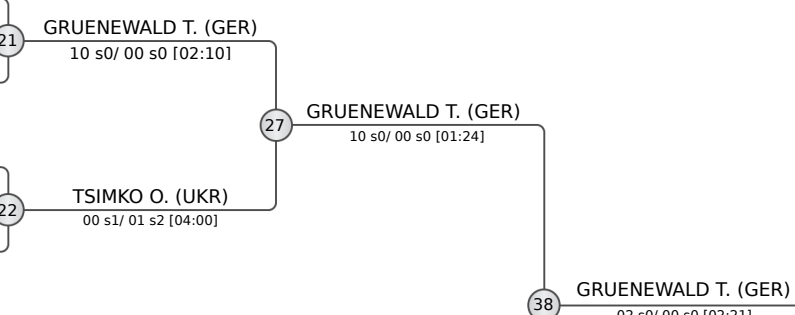 GRUENEWALD T. (GER)
21
10 s0/ 00 s0 [02:10]
GRUENEWALD T. (GER)
27
10 s0/ 00 s0 [01:24]
TSIMKO O. (UKR)
22
00 s1/ 01 s2 [04:00]
GRUENEWALD T. (GER)
38